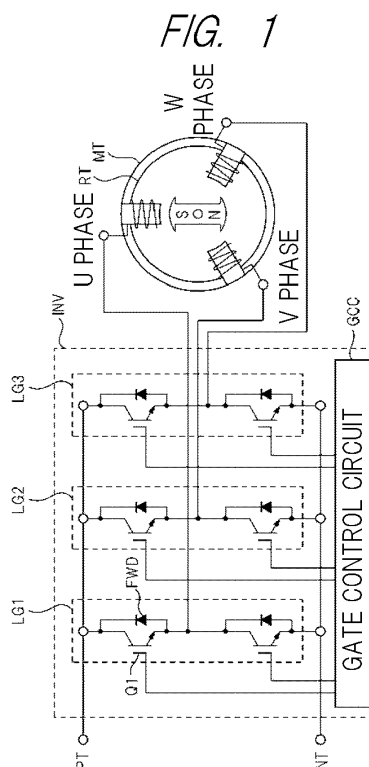 FIG. 1
W
PHASE
MT
RT
U PHASE
S
O
N
V PHASE
INV
GCC
LG3
LG2
LG1
FWD
Q1
GATE CONTROL CIRCUIT
PT
NT